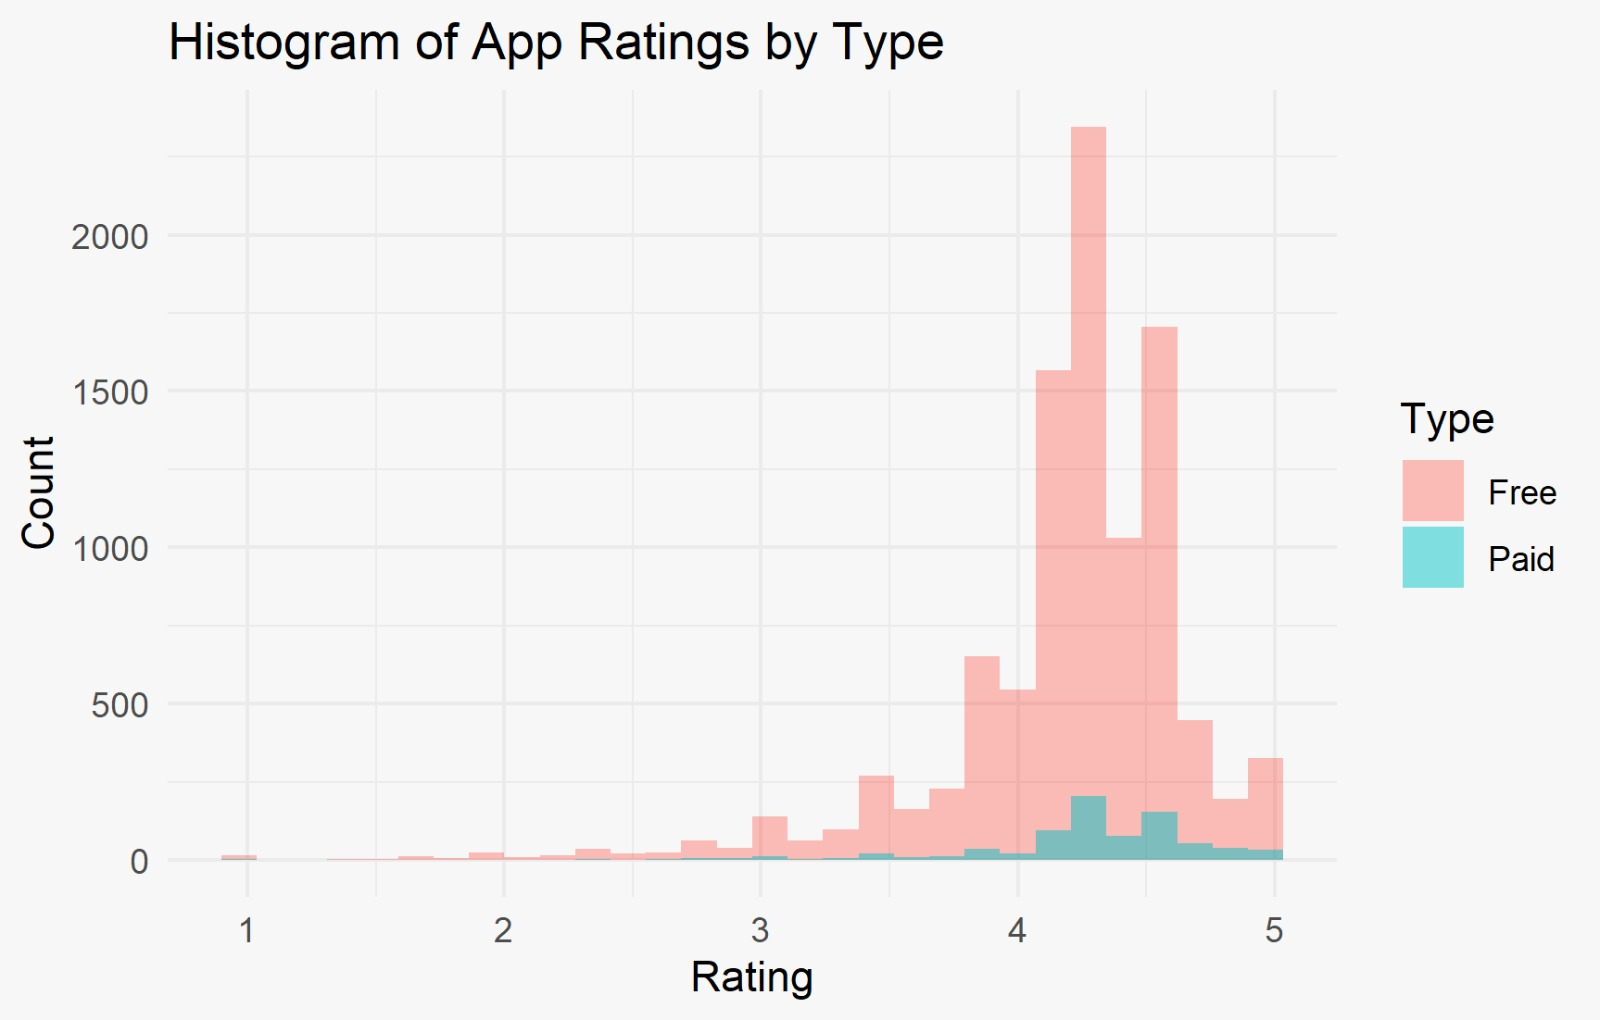 Histogram of App Ratings by Type
2000
1500
1000
500
0
Count
1 2 3 4 5
Rating
Type
Free
Paid